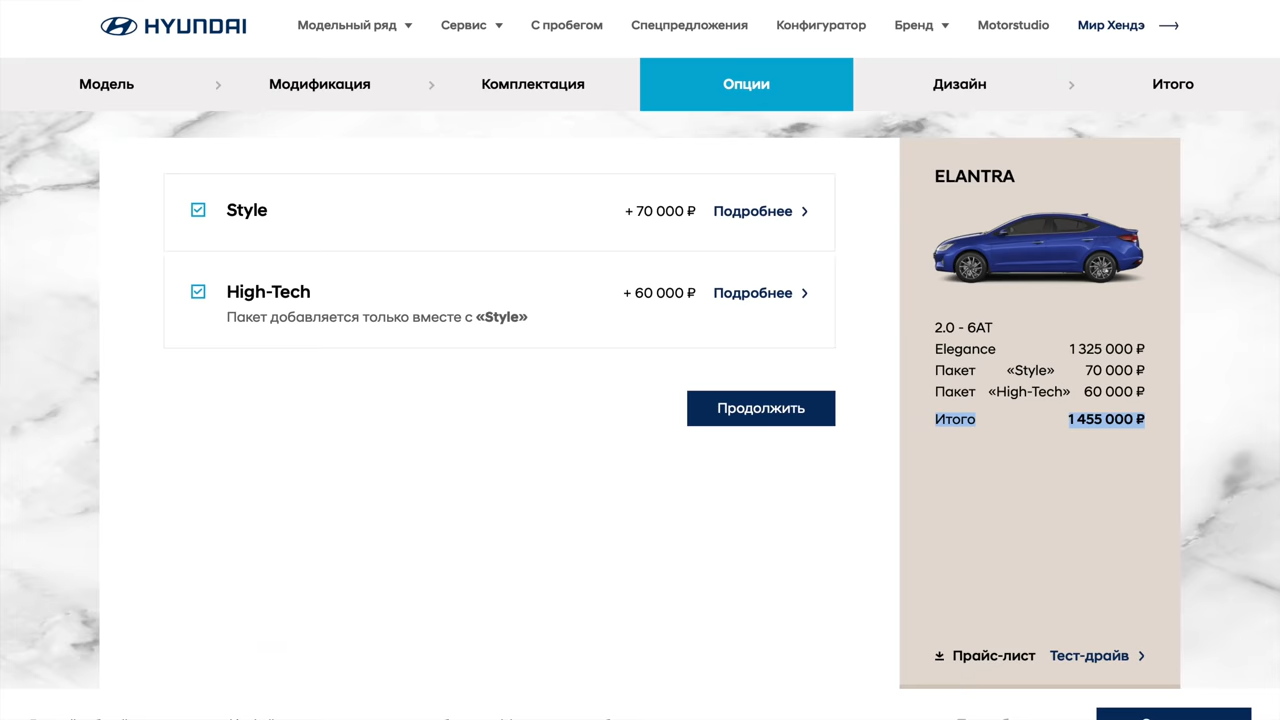 HYUNDAI Модельный ряд Сервис С пробегом Спецпредложения Конфигуратор Бренд Motorstudio Мир Хендэ
Модель Модификация Комплектация Опции Дизайн Итого
Style + 70 000 ₽ Подробнее
High-Tech + 60 000 ₽ Подробнее
Пакет добавляется только вместе с «Style»
Продолжить
ELANTRA
2.0 - 6AT
Elegance 1 325 000 ₽
Пакет «Style» 70 000 ₽
Пакет «High-Tech» 60 000 ₽
Итого 1 455 000 ₽
Прайс-лист Тест-драйв